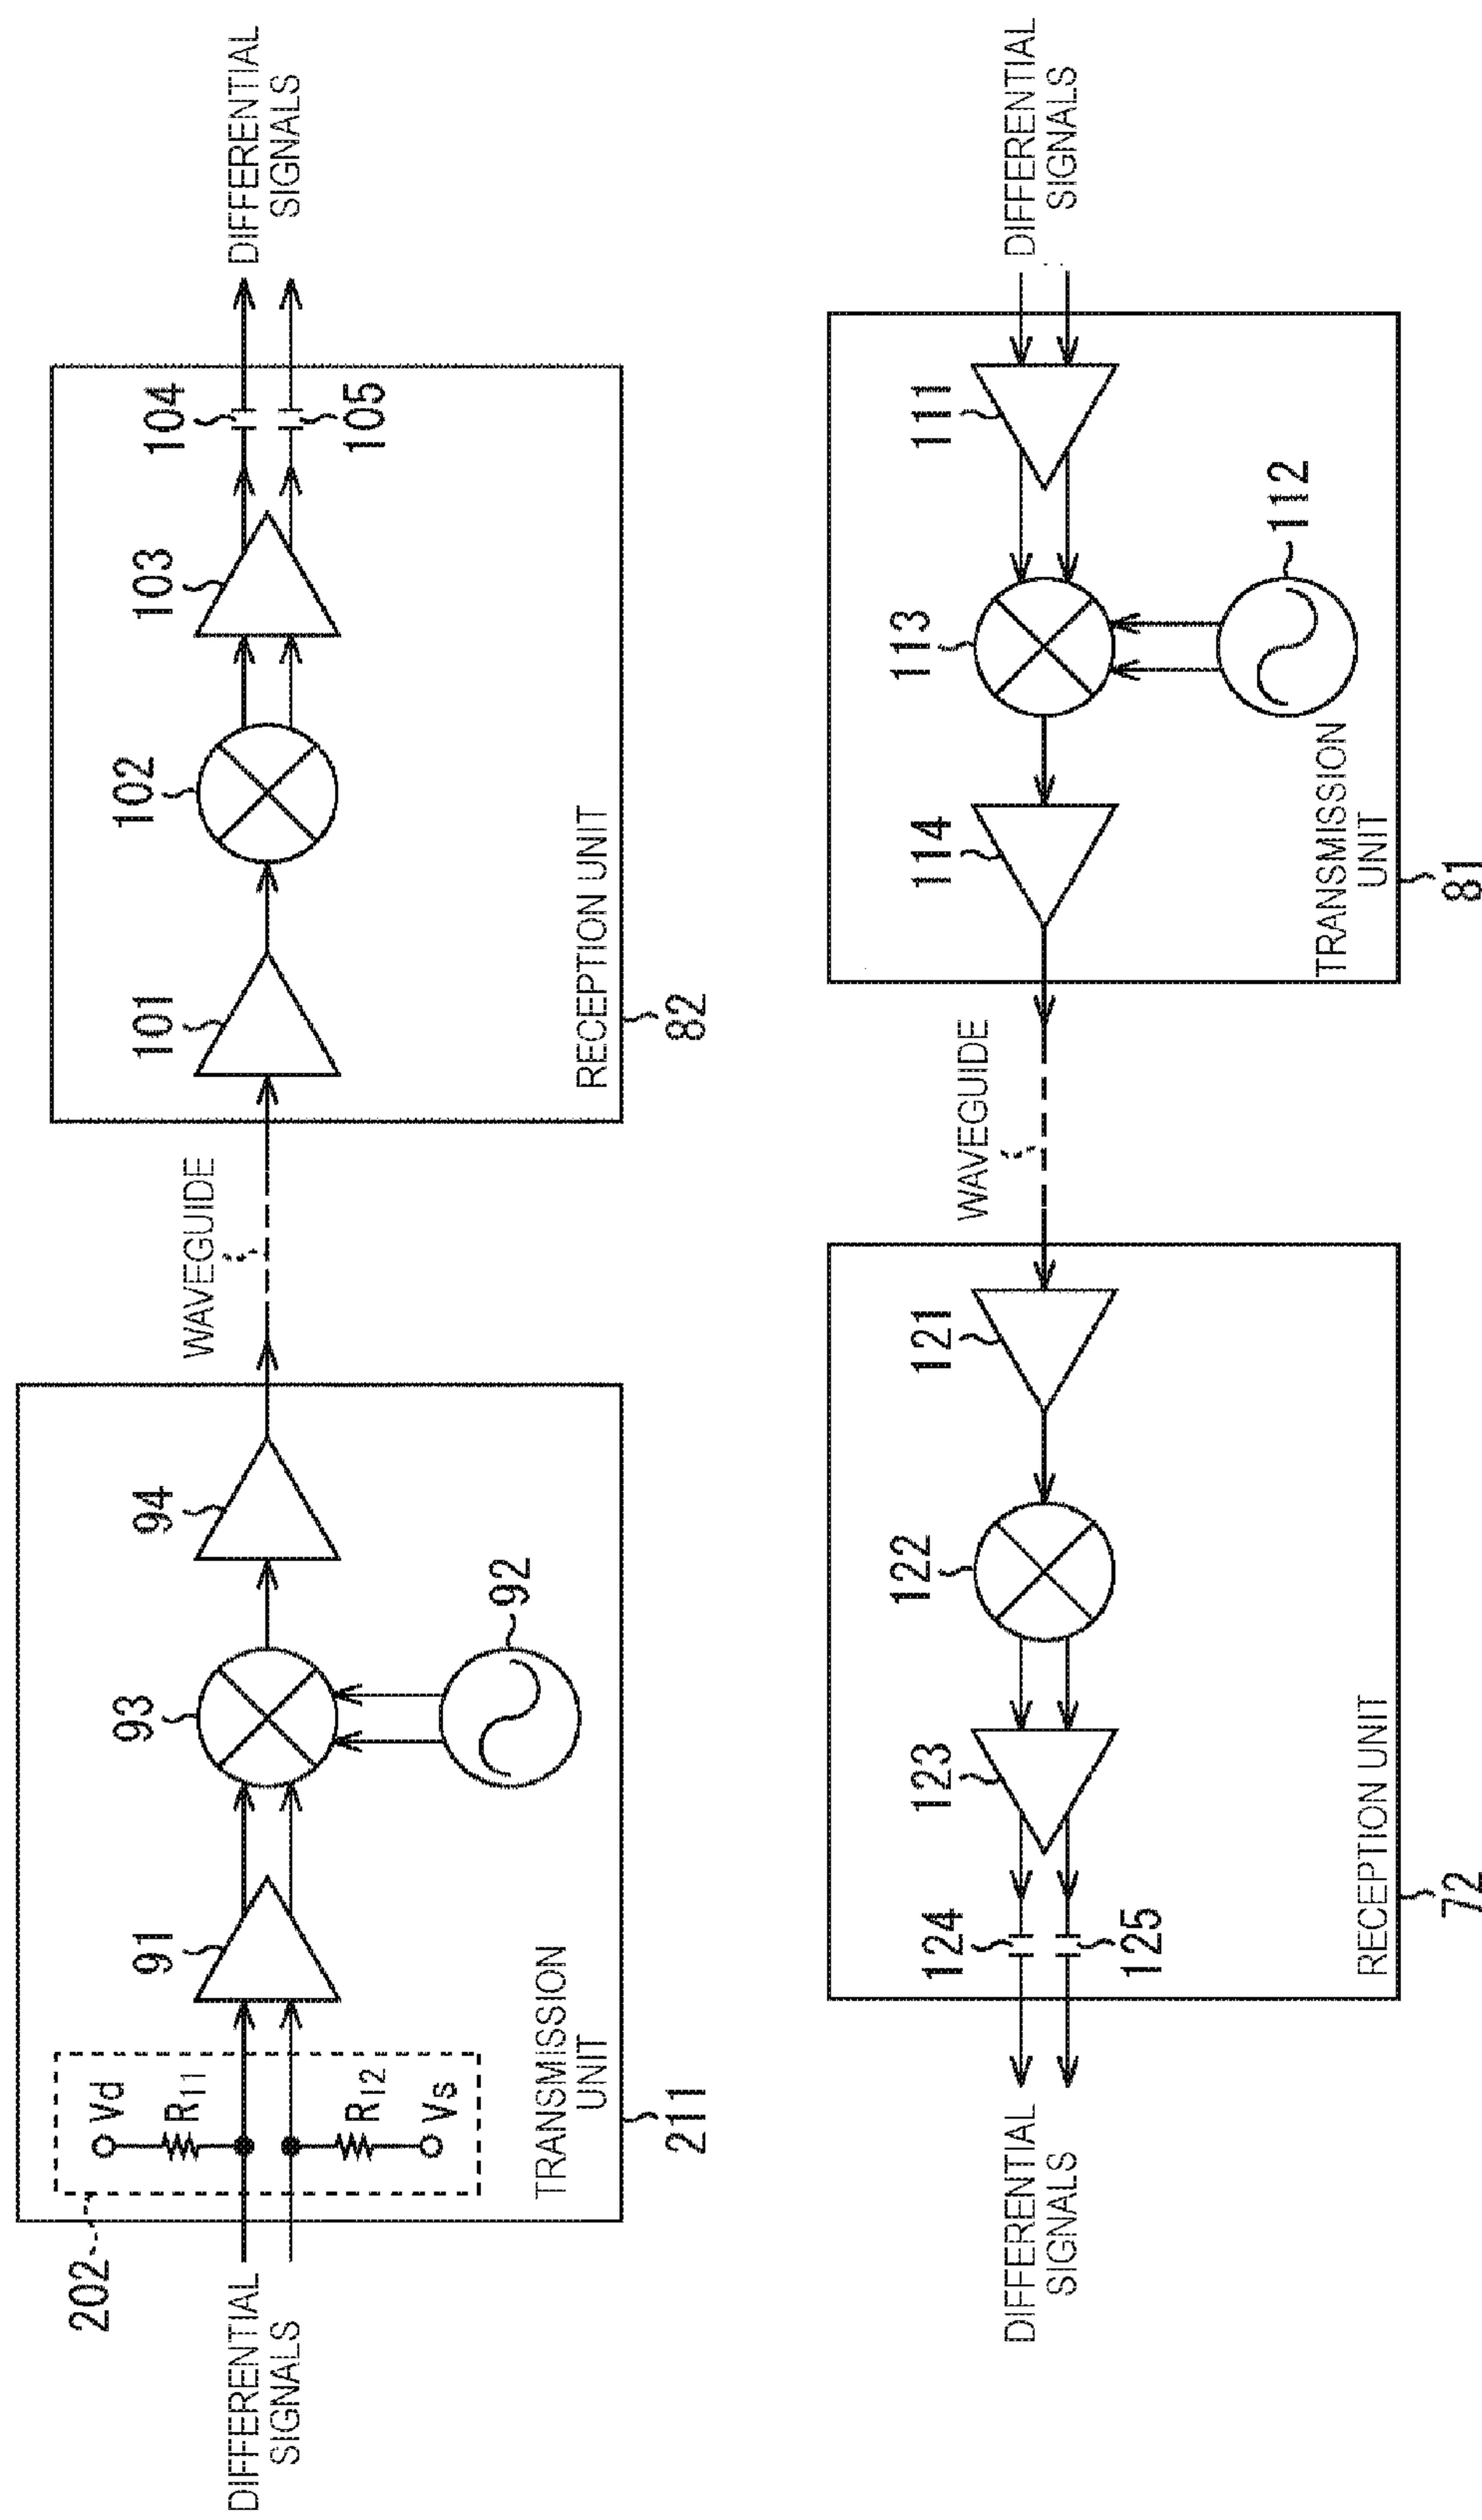 202
Vd
R11
R12
Vs
DIFFERENTIAL
SIGNALS
91
93
92
94
TRANSMISSION
UNIT
211
WAVEGUIDE
101
102
103
104
105
RECEPTION UNIT
82
DIFFERENTIAL
SIGNALS
DIFFERENTIAL
SIGNALS
124
125
123
122
121
RECEPTION UNIT
72
WAVEGUIDE
114
113
112
111
TRANSMISSION
UNIT
81
DIFFERENTIAL
SIGNALS